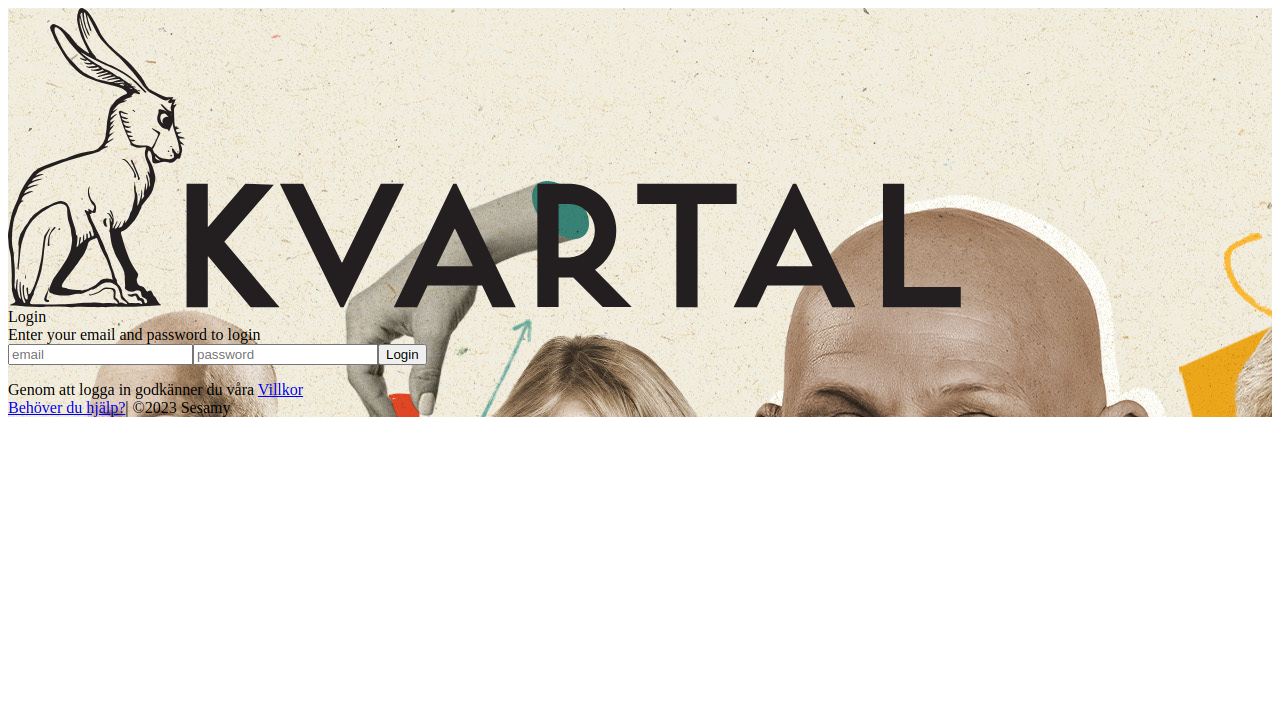 KVARTAL
Login
Enter your email and password to login
email password Login
Genom att logga in godkänner du våra Villkor
Behöver du hjälp?| ©2023 Sesamy